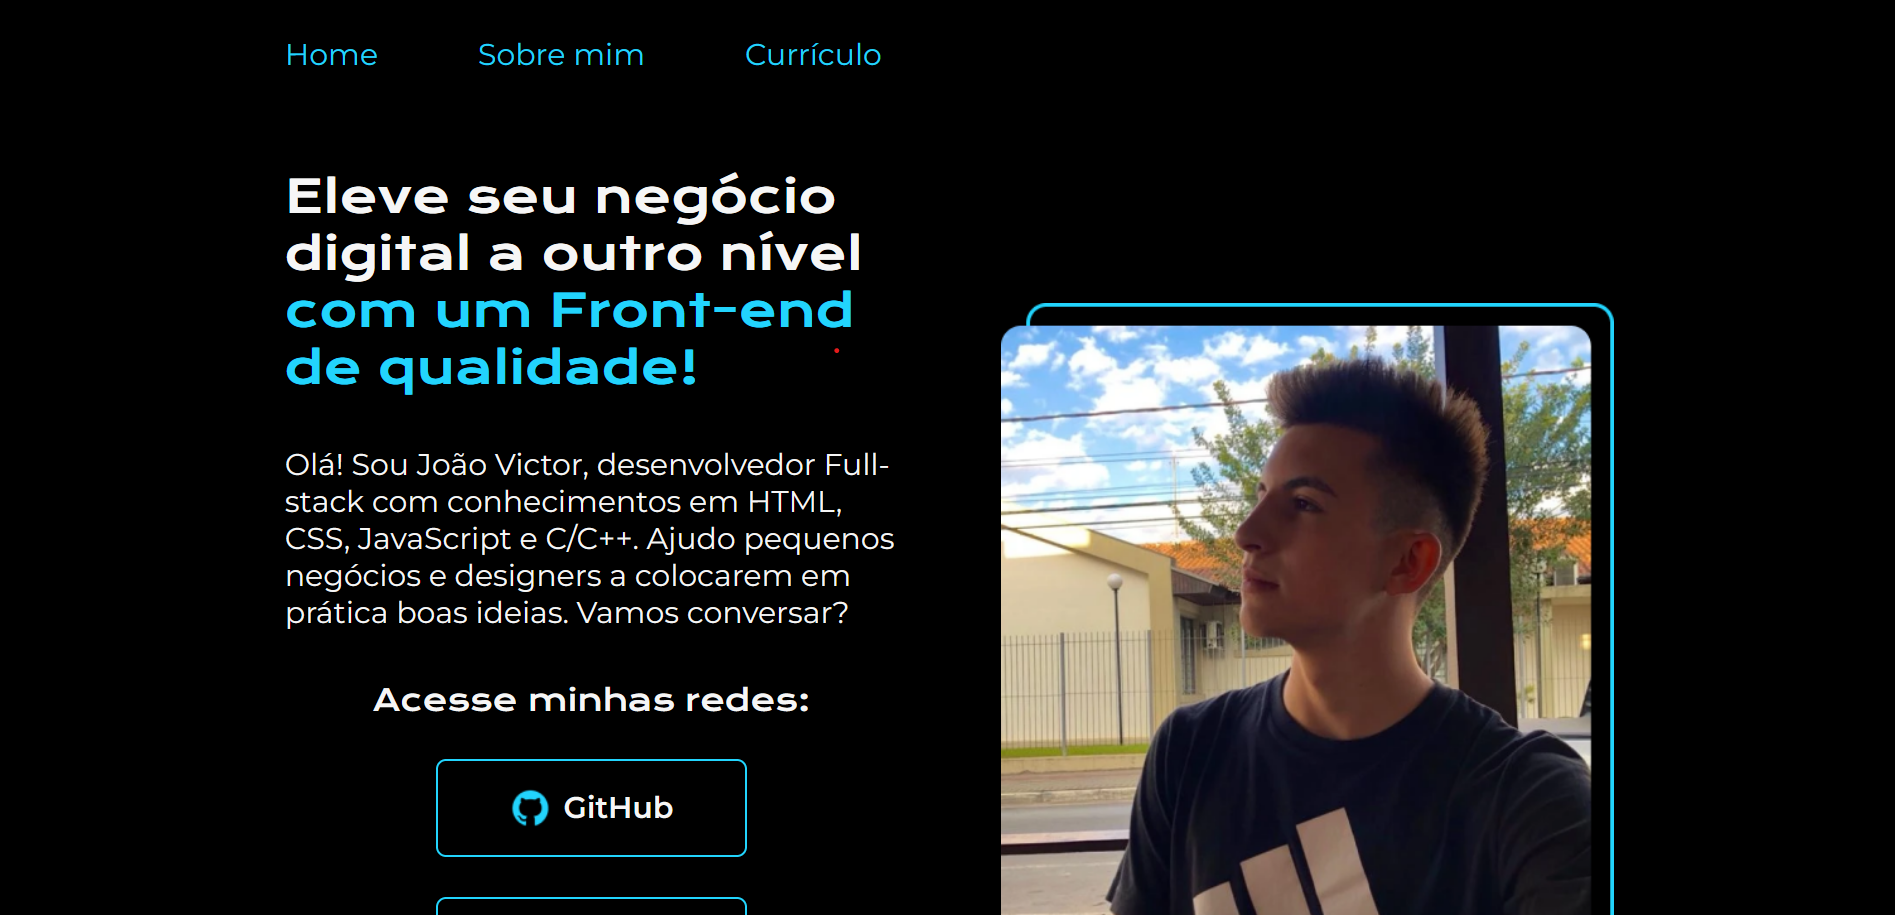 Home Sobre mim Currículo
Eleve seu negócio
digital a outro nível
com um Front-end
de qualidade!
Olá! Sou João Victor, desenvolvedor Full-
stack com conhecimentos em HTML,
CSS, JavaScript e C/C++. Ajudo pequenos
negócios e designers a colocarem em
prática boas ideias. Vamos conversar?
Acesse minhas redes:
GitHub